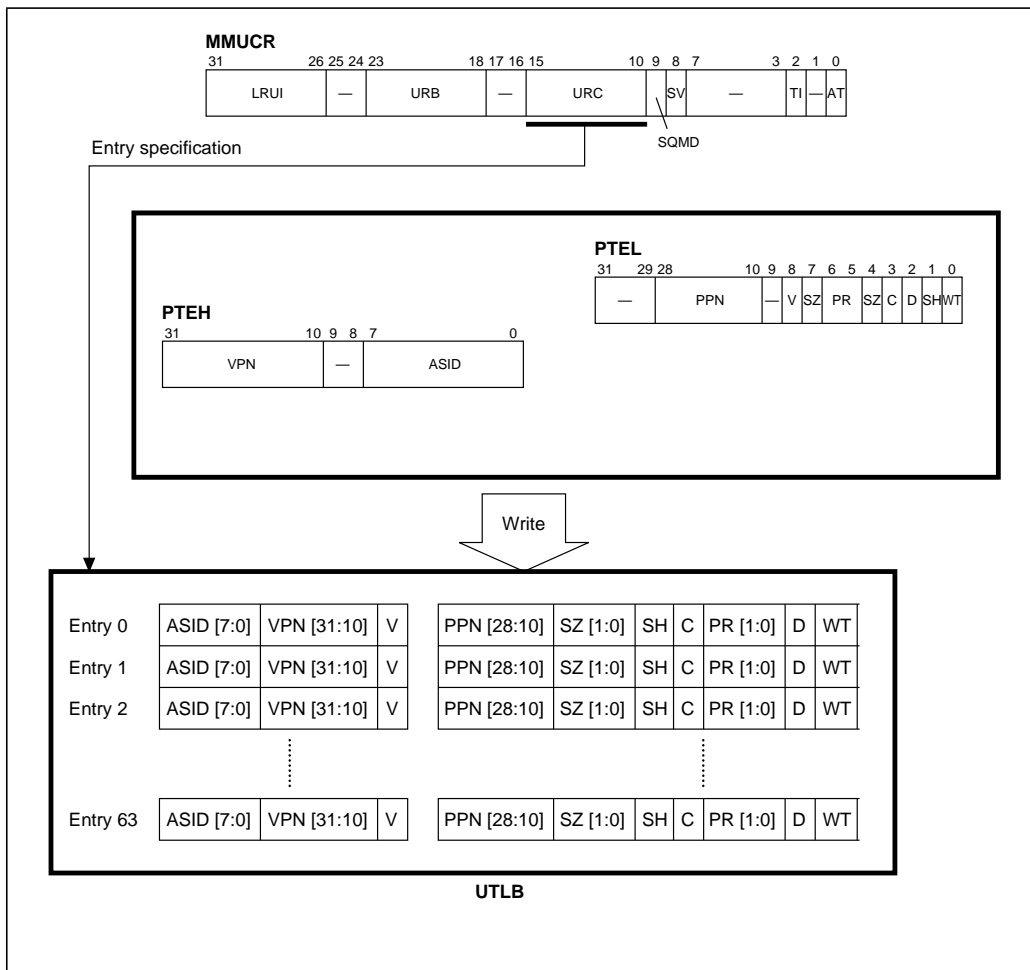 MMUCR
31 26 25 24 23 18 17 16 15 10 9 8 7 3 2 1 0
LRUI — URB — URC SV — TI — AT
SQMD
Entry specification
PTEL
31 29 28 10 9 8 7 6 5 4 3 2 1 0
— PPN — V SZ PR SZ C D SH WT
PTEH
31 10 9 8 7 0
VPN — ASID
Write
Entry 0 ASID [7:0] VPN [31:10] V PPN [28:10] SZ [1:0] SH C PR [1:0] D WT
Entry 1 ASID [7:0] VPN [31:10] V PPN [28:10] SZ [1:0] SH C PR [1:0] D WT
Entry 2 ASID [7:0] VPN [31:10] V PPN [28:10] SZ [1:0] SH C PR [1:0] D WT
Entry 63 ASID [7:0] VPN [31:10] V PPN [28:10] SZ [1:0] SH C PR [1:0] D WT
UTLB